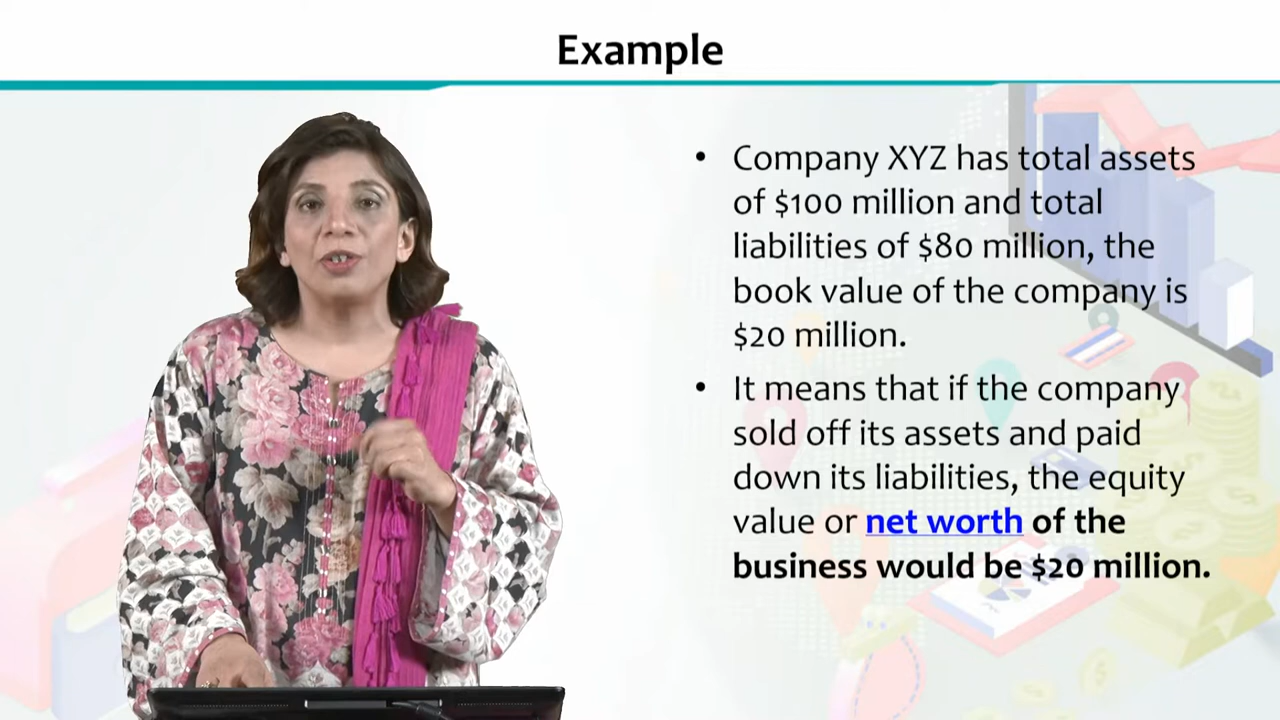 Example
• Company XYZ has total assets
of $100 million and total
liabilities of $80 million, the
book value of the company is
$20 million.
• It means that if the company
sold off its assets and paid
down its liabilities, the equity
value or net worth of the
business would be $20 million.